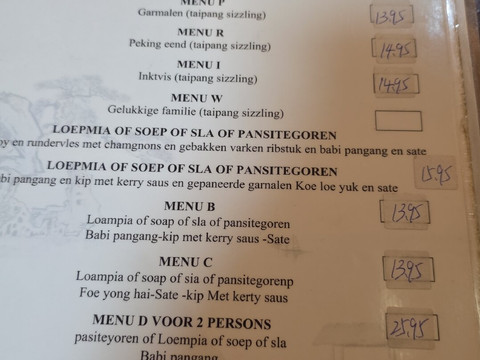 MENU P
Garmalen (taipang sizzling) 13.95
MENU R
Peking eend (taipang sizzling) 14.95
MENU I
Inktvis (taipang sizzling) 14.95
MENU W
Gelukkige familie (taipang sizzling)
LOEPMIA OF SOEP OF SLA OF PANSITEGOREN
oy en rundervles met chamgnons en gebakken varken ribstuk en babi pangang en sate
LOEPMIA OF SOEP OF SLA OF PANSITEGOREN 15.95
bi pangang en kip met kerry saus en gepaneerde garnalen Koe loe yuk en sate
MENU B 13.95
Loampia of soap of sla of pansitegoren
Babi pangang-kip met kerry saus -Sate
MENU C 13.95
Loampia of soap of sia of pansitegorenp
Foe yong hai-Sate -kip Met kerty saus
MENU D VOOR 2 PERSONS 25.95
pasiteyoren of Loempia of soep of sla
Babi pangang